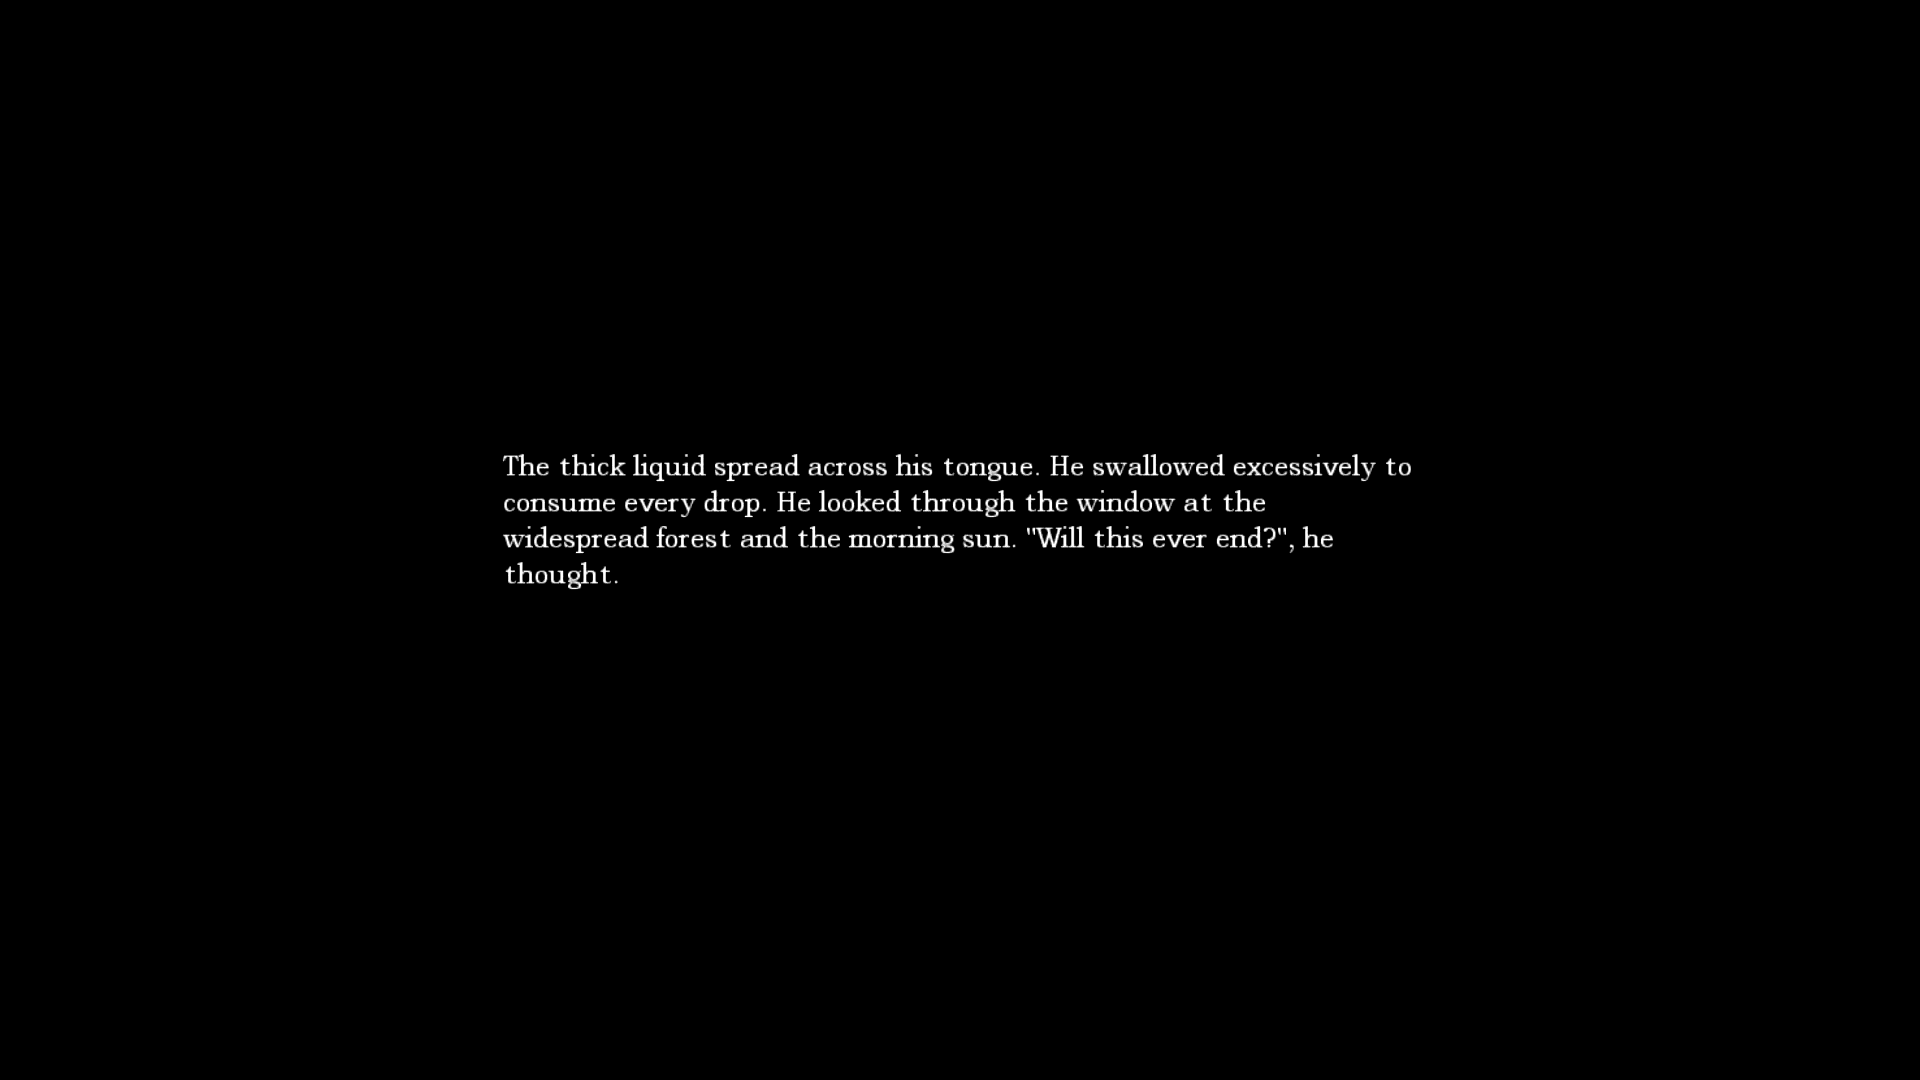 The thick liquid spread across his tongue. He swallowed excessively to
consume every drop. He looked through the window at the
widespread forest and the morning sun. "Will this ever end?", he
thought.